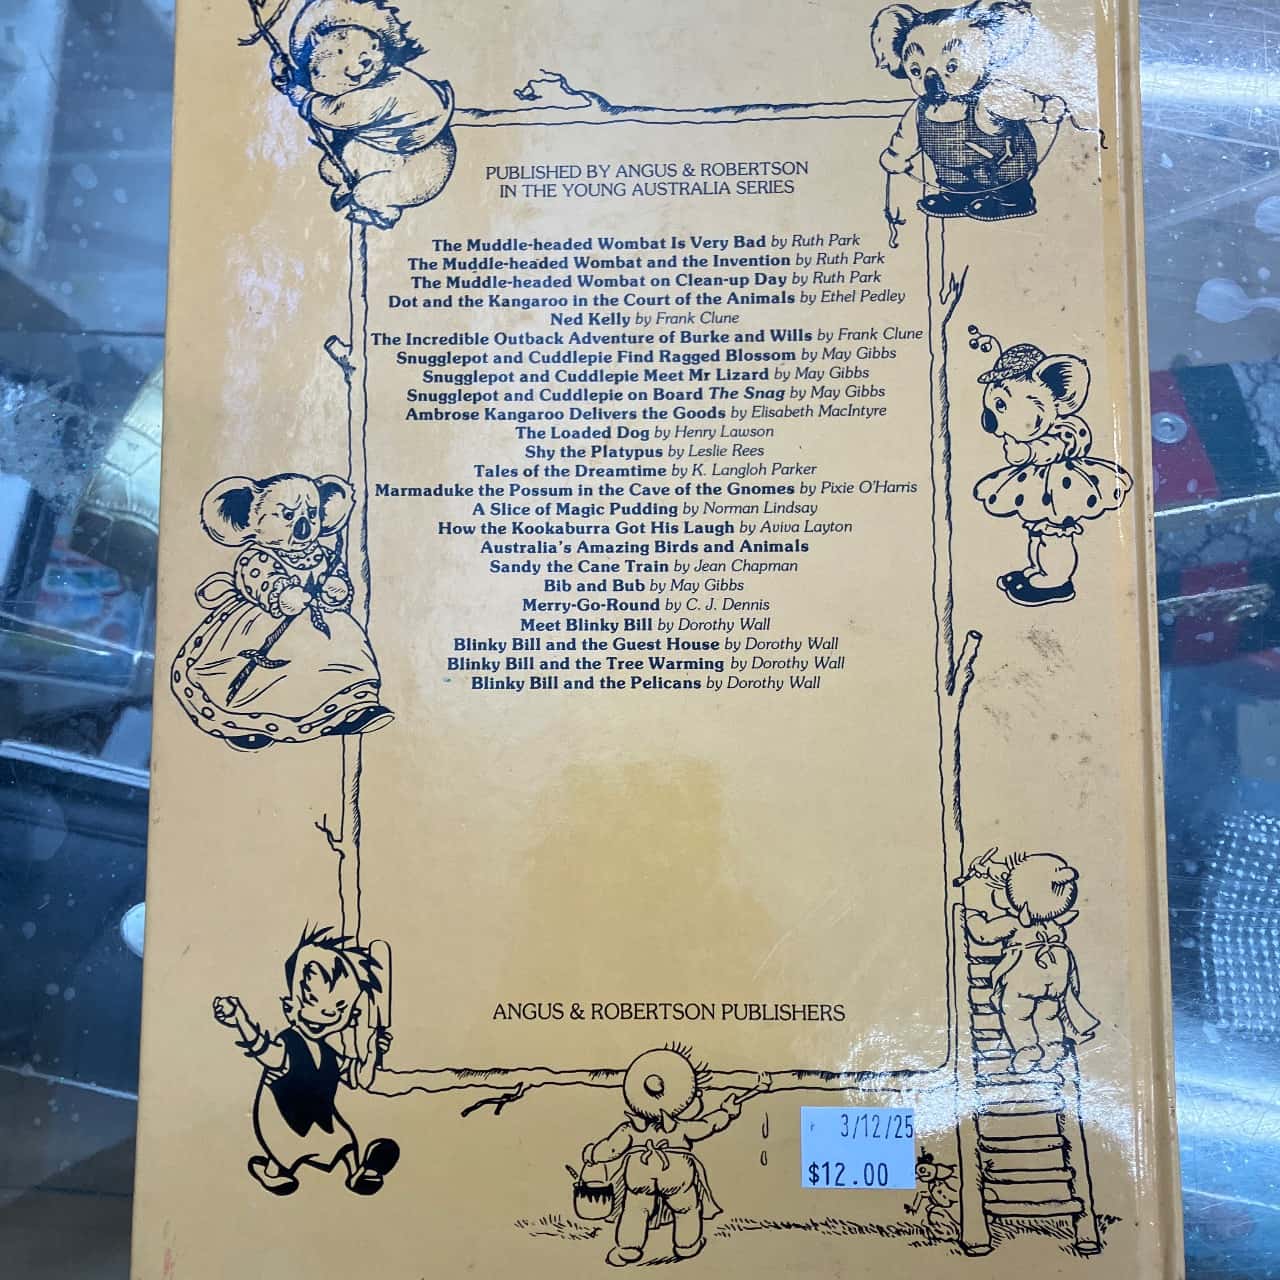 PUBLISHED BY ANGUS & ROBERTSON
IN THE YOUNG AUSTRALIA SERIES
The Muddle-headed Wombat Is Very Bad by Ruth Park
The Muddle-headed Wombat and the Invention by Ruth Park
The Muddle-headed Wombat on Clean-up Day by Ruth Park
Dot and the Kangaroo in the Court of the Animals by Ethel Pedley
Ned Kelly by Frank Clune
The Incredible Outback Adventure of Burke and Wills by Frank Clune
Snugglepot and Cuddlepie Find Ragged Blossom by May Gibbs
Snugglepot and Cuddlepie Meet Mr Lizard by May Gibbs
Snugglepot and Cuddlepie on Board The Snag by May Gibbs
Ambrose Kangaroo Delivers the Goods by Elisabeth MacIntyre
The Loaded Dog by Henry Lawson
Shy the Platypus by Leslie Rees
Tales of the Dreamtime by K. Langloh Parker
Marmaduke the Possum in the Cave of the Gnomes by Pixie O'Harris
A Slice of Magic Pudding by Norman Lindsay
How the Kookaburra Got His Laugh by Aviva Layton
Australia's Amazing Birds and Animals
Sandy the Cane Train by Jean Chapman
Bib and Bub by May Gibbs
Merry-Go-Round by C. J. Dennis
Meet Blinky Bill by Dorothy Wall
Blinky Bill and the Guest House by Dorothy Wall
Blinky Bill and the Tree Warming by Dorothy Wall
Blinky Bill and the Pelicans by Dorothy Wall
ANGUS & ROBERTSON PUBLISHERS
3/12/25
$12.00